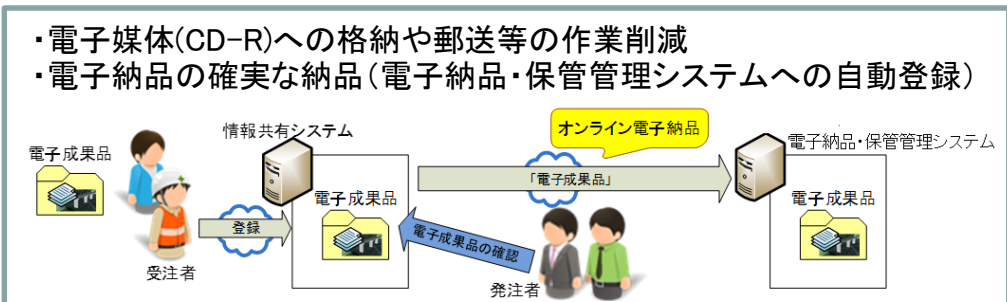 ・電子媒体(CD-R)への格納や郵送等の作業削減
・電子納品の確実な納品(電子納品・保管管理システムへの自動登録)
情報共有システム
オンライン電子納品
電子納品・保管管理システム
電子成果品
電子成果品
「電子成果品」
電子成果品
登録
電子成果品の確認
受注者
発注者